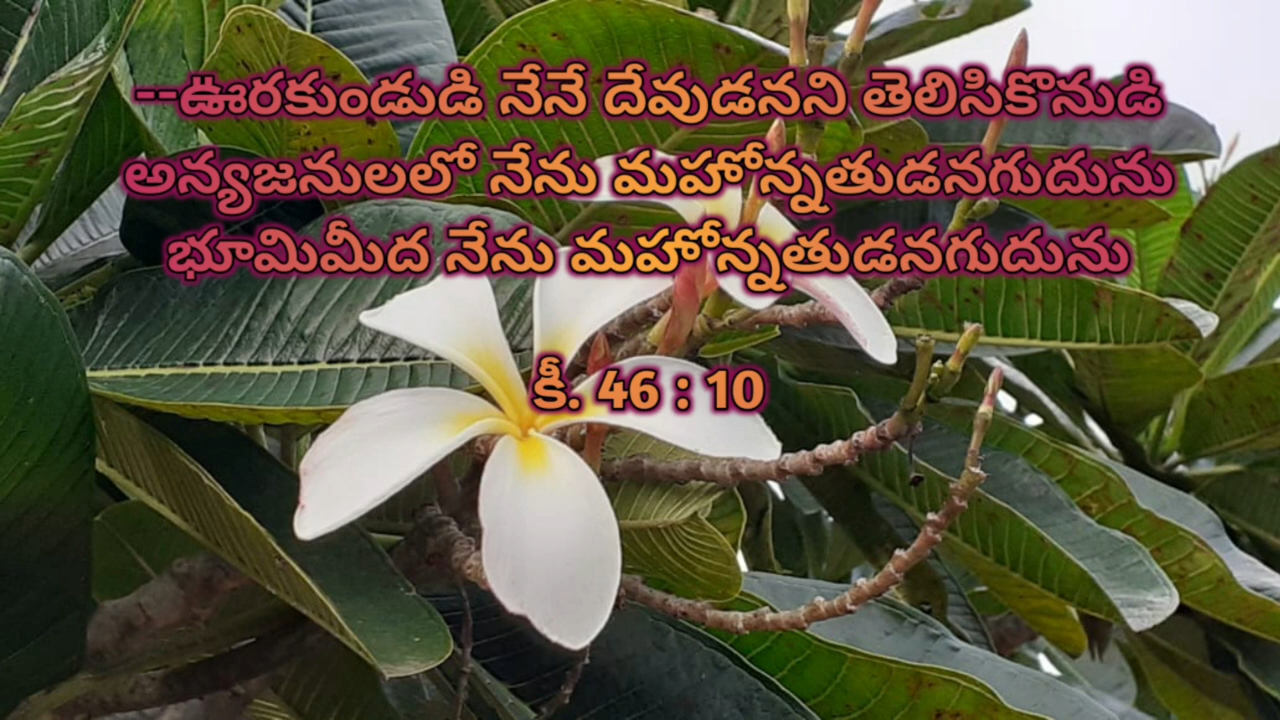 --ఊరకుండుడి నేనే దేవుడనని తెలిసికొనుడి
అన్యజనులలో నేను మహోన్నతుడనగుదును
భూమిమీద నేను మహోన్నతుడనగుదును
కీ. 46 : 10